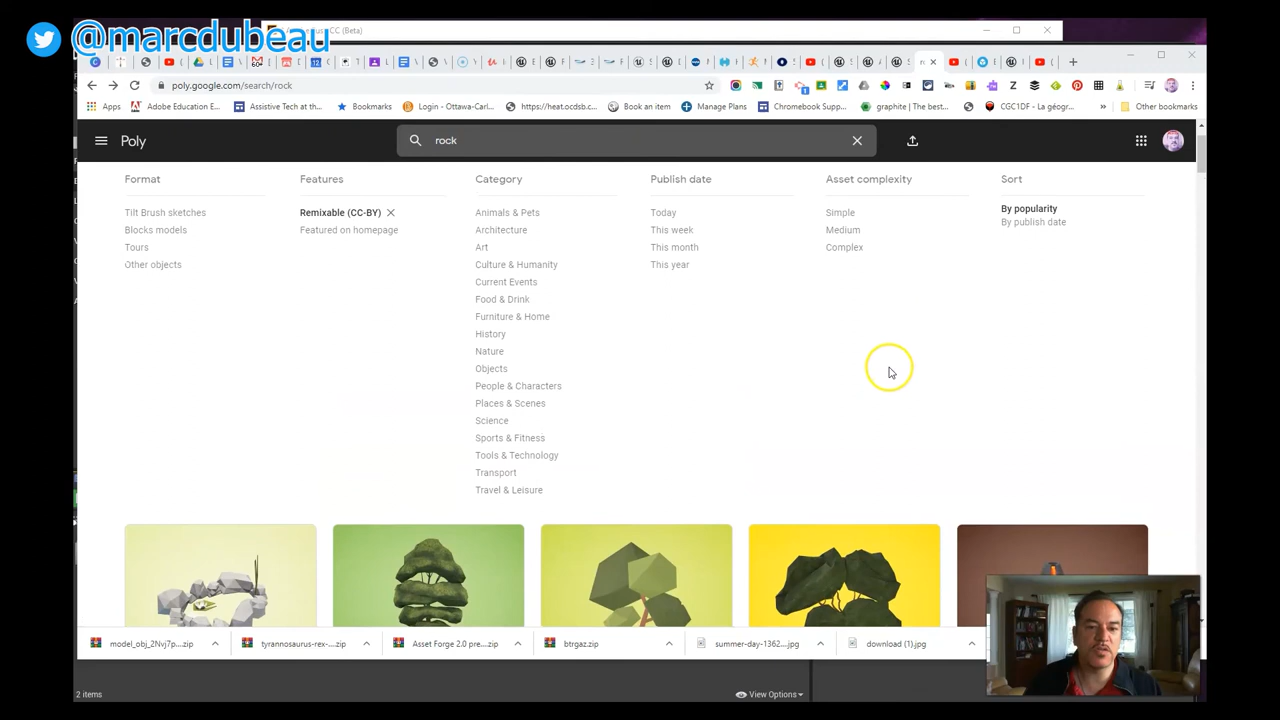 @marcdubeau
CC (Beta)
poly.google.com/search/rock
Apps
Adobe Education E...
Assistive Tech at th...
Bookmarks
Login - Ottawa-Carl...
https://heat.ocdsb.c...
Book an item
Manage Plans
Chromebook Supp...
graphite | The best...
CGC1DF - La géogr...
»
Other bookmarks
Poly
rock
Format
Features
Category
Publish date
Asset complexity
Sort
Tilt Brush sketches
Remixable (CC-BY)
Animals & Pets
Today
Simple
By popularity
Blocks models
Featured on homepage
Architecture
This week
Medium
By publish date
Tours
Art
This month
Complex
Other objects
Culture & Humanity
This year
Current Events
Food & Drink
Furniture & Home
History
Nature
Objects
People & Characters
Places & Scenes
Science
Sports & Fitness
Tools & Technology
Transport
Travel & Leisure
model_obj_2Nvj7p....zip
tyrannosaurus-rex-....zip
Asset Forge 2.0 pre....zip
btrgaz.zip
summer-day-1362....jpg
download (1).jpg
2 items
View Options